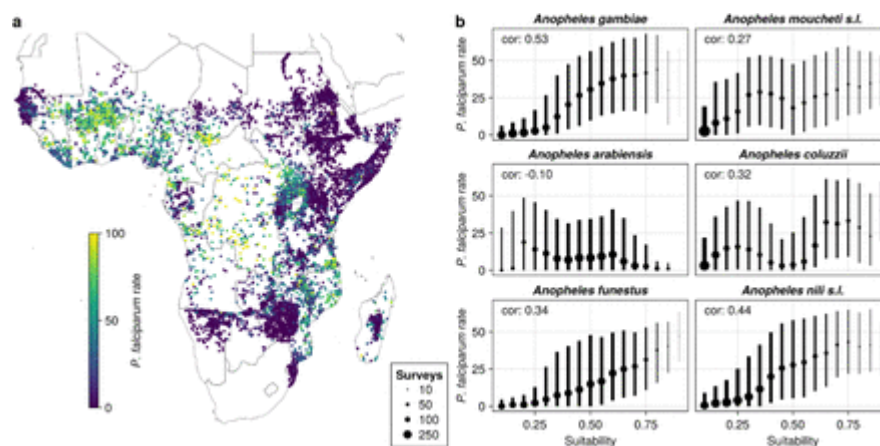 a
100
50
0
P. falciparum rate
Surveys
10
50
100
250
b
Anopheles gambiae
cor: 0.53
P. falciparum rate
50
25
0
Anopheles moucheti s.l.
cor: 0.27
Anopheles arabiensis
cor: -0.10
P. falciparum rate
50
25
0
Anopheles coluzzii
cor: 0.32
Anopheles funestus
cor: 0.34
P. falciparum rate
50
25
0
0.25 0.50 0.75
Suitability
Anopheles nili s.l.
cor: 0.44
0.25 0.50 0.75
Suitability